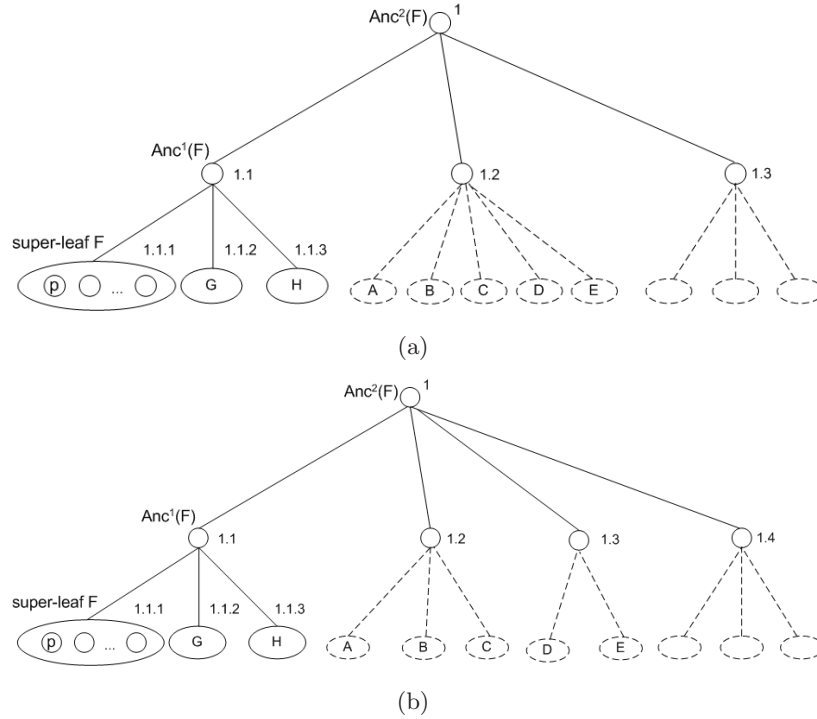 Anc²(F) 1
Anc¹(F)
1.1 1.2 1.3
super-leaf F 1.1.1 1.1.2 1.1.3
p ... G H A B C D E
(a)
Anc²(F) 1
Anc¹(F)
1.1 1.2 1.3 1.4
super-leaf F 1.1.1 1.1.2 1.1.3
p ... G H A B C D E
(b)